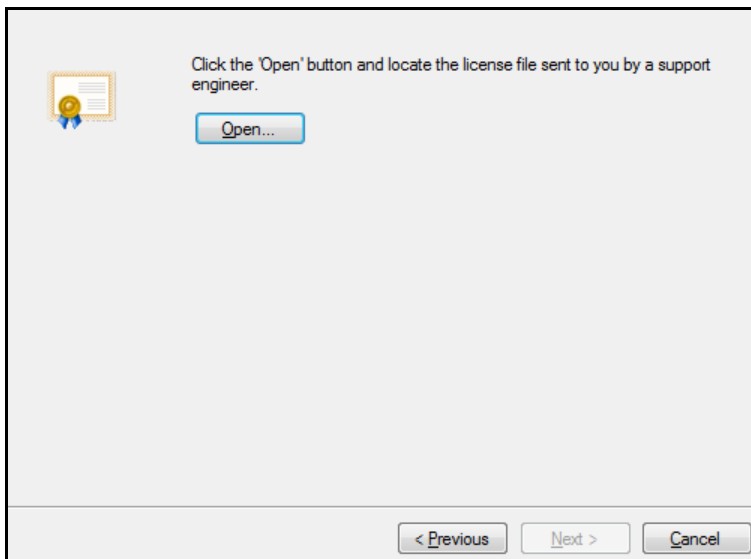 Click the 'Open' button and locate the license file sent to you by a support
engineer.
Open...
< Previous
Next >
Cancel